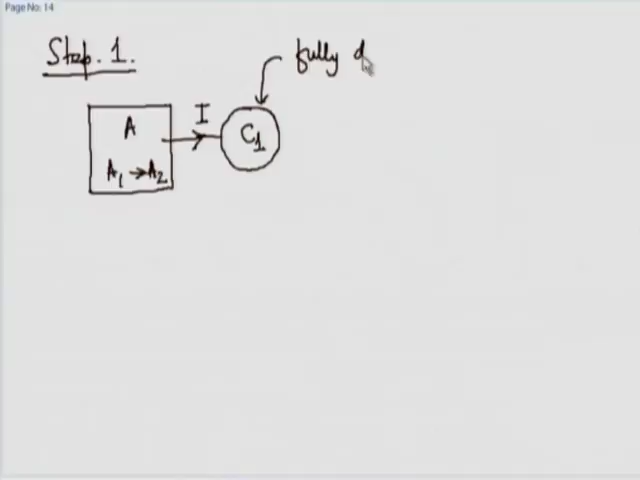 Page No: 14
Step. 1.
fully d
I
A
C1
A1 → A2